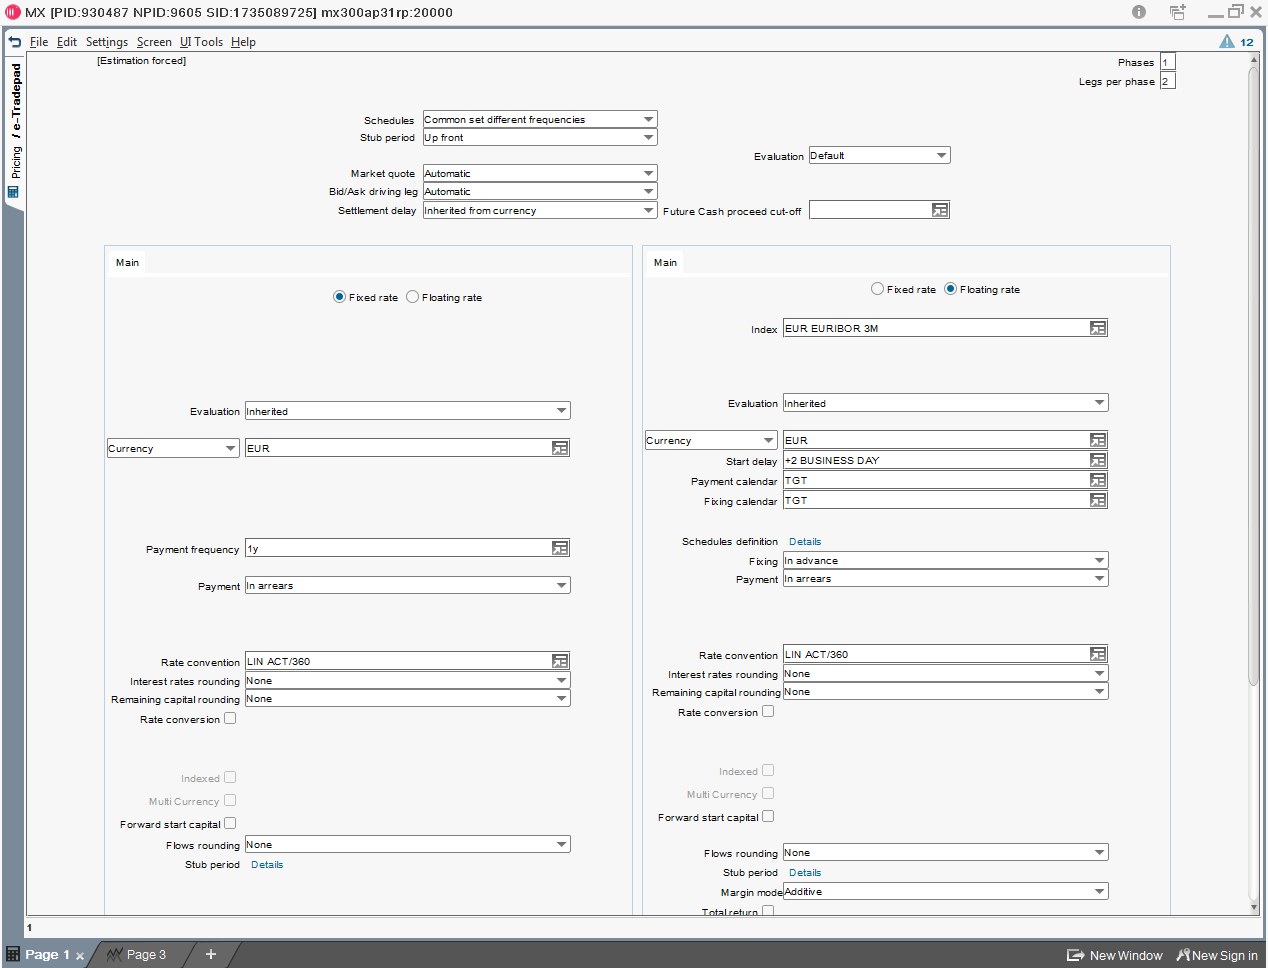 MX [PID:930487 NPID:9605 SID:1735089725] mx300ap31rp:20000
File Edit Settings Screen UI Tools Help
12
Pricing / e-Tradepad
[Estimation forced]
Phases 1
Legs per phase 2
Schedules Common set different frequencies
Stub period Up front
Evaluation Default
Market quote Automatic
Bid/Ask driving leg Automatic
Settlement delay Inherited from currency
Future Cash proceed cut-off
Main
Fixed rate Floating rate
Evaluation Inherited
Currency EUR
Payment frequency 1y
Payment In arrears
Rate convention LIN ACT/360
Interest rates rounding None
Remaining capital rounding None
Rate conversion
Indexed
Multi Currency
Forward start capital
Flows rounding None
Stub period Details
Main
Fixed rate Floating rate
Index EUR EURIBOR 3M
Evaluation Inherited
Currency EUR
Start delay +2 BUSINESS DAY
Payment calendar TGT
Fixing calendar TGT
Schedules definition Details
Fixing In advance
Payment In arrears
Rate convention LIN ACT/360
Interest rates rounding None
Remaining capital rounding None
Rate conversion
Indexed
Multi Currency
Forward start capital
Flows rounding None
Stub period Details
Margin mode Additive
Total return
1
Page 1 x Page 3 +
New Window New Sign in